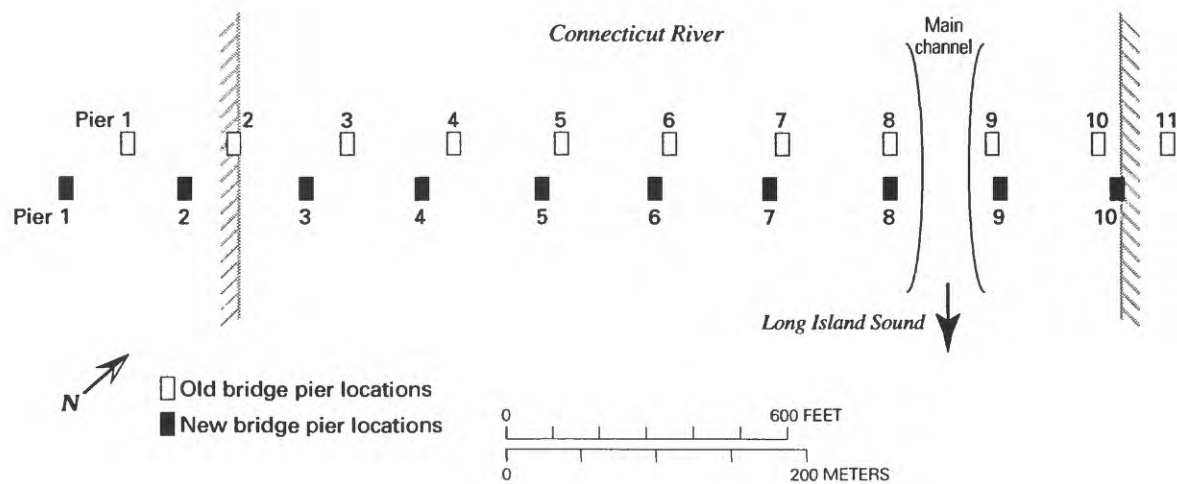 Connecticut River
Main
channel
Pier 1 2 3 4 5 6 7 8 9 10 11
Pier 1 2 3 4 5 6 7 8 9 10
Long Island Sound
N
Old bridge pier locations
New bridge pier locations
0 600 FEET
0 200 METERS